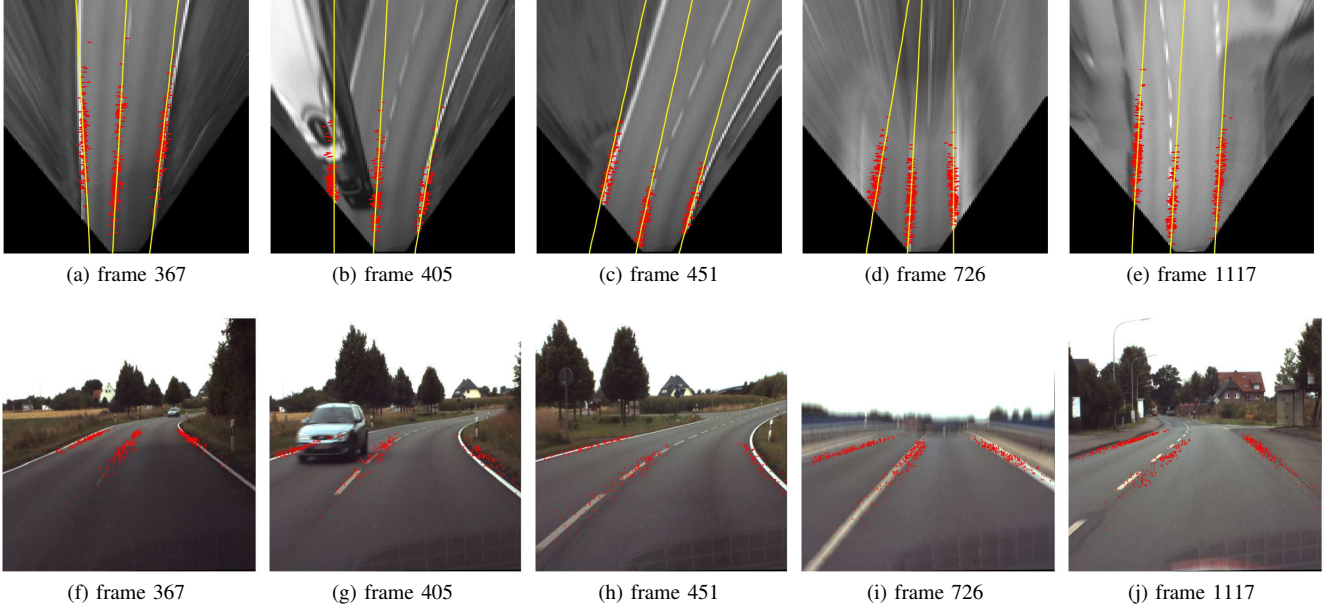 (a) frame 367
(b) frame 405
(c) frame 451
(d) frame 726
(e) frame 1117
(f) frame 367
(g) frame 405
(h) frame 451
(i) frame 726
(j) frame 1117